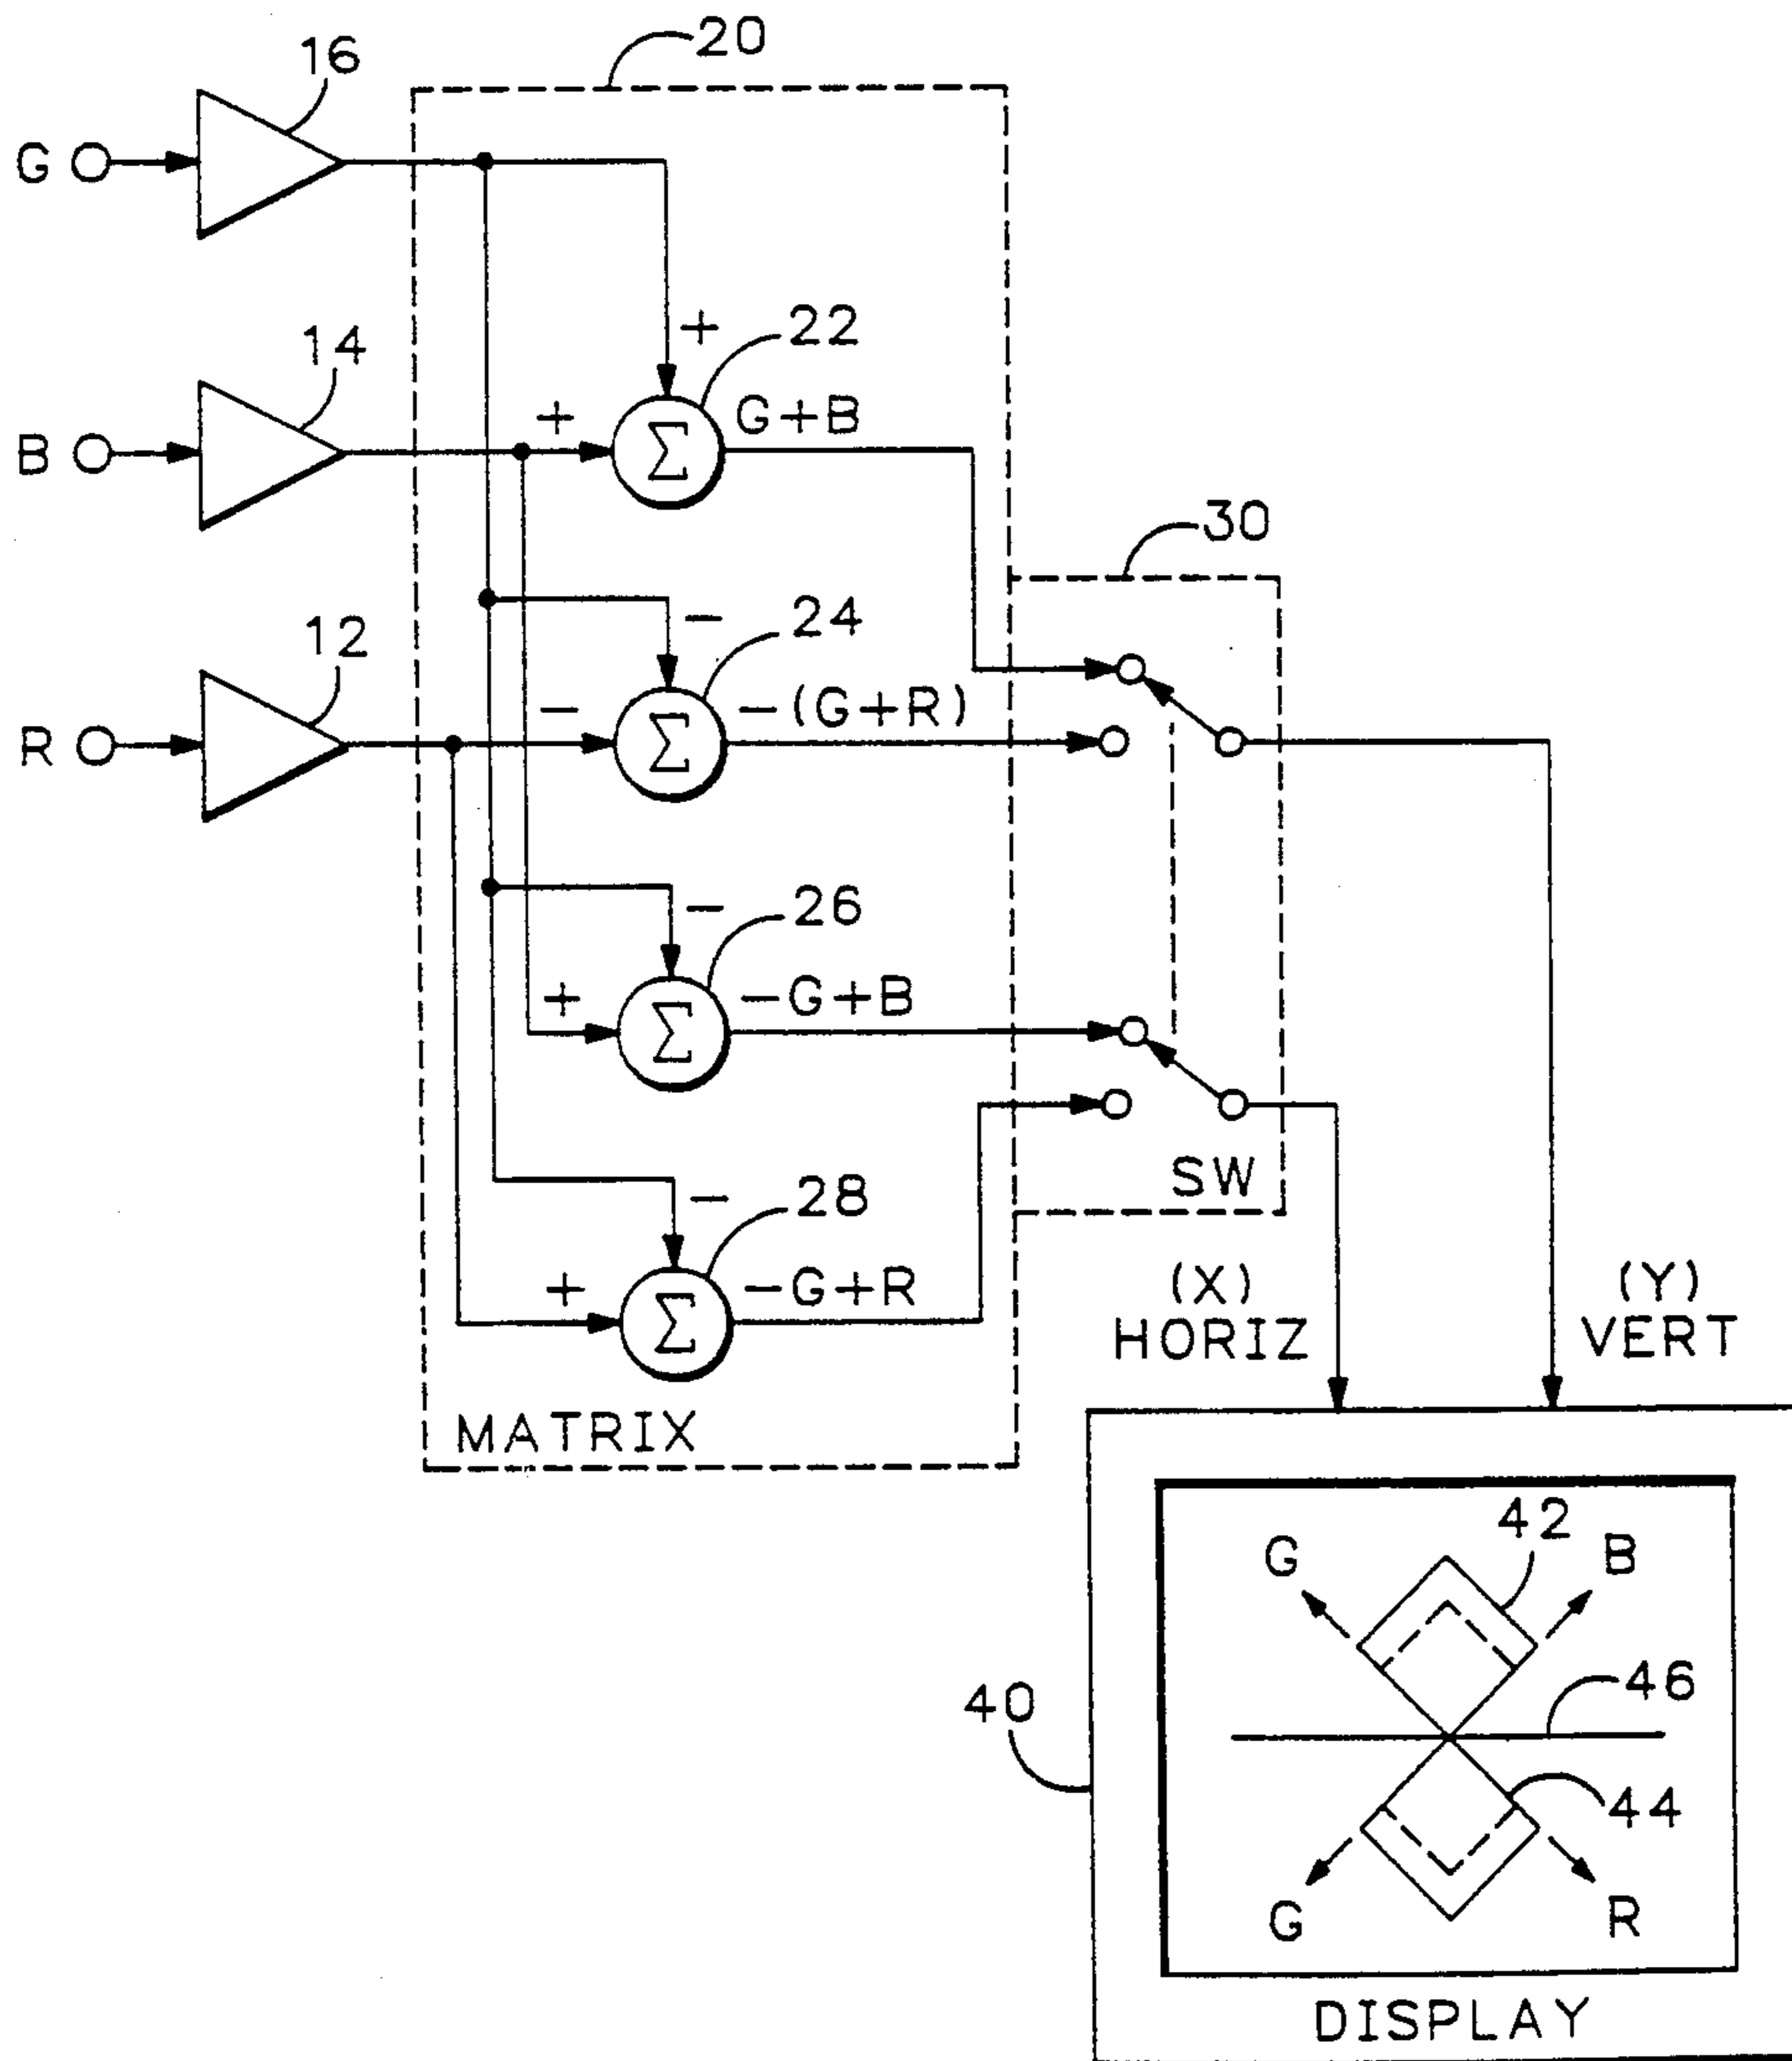 20
16
G
+
22
14
G+B
+
Σ
B
30
−
24
12
−(G+R)
−
Σ
R
−
26
−G+B
+
Σ
SW
−
28
−G+R
+
Σ
(X)
HORIZ
(Y)
VERT
MATRIX
42
G
B
46
40
44
G
R
DISPLAY